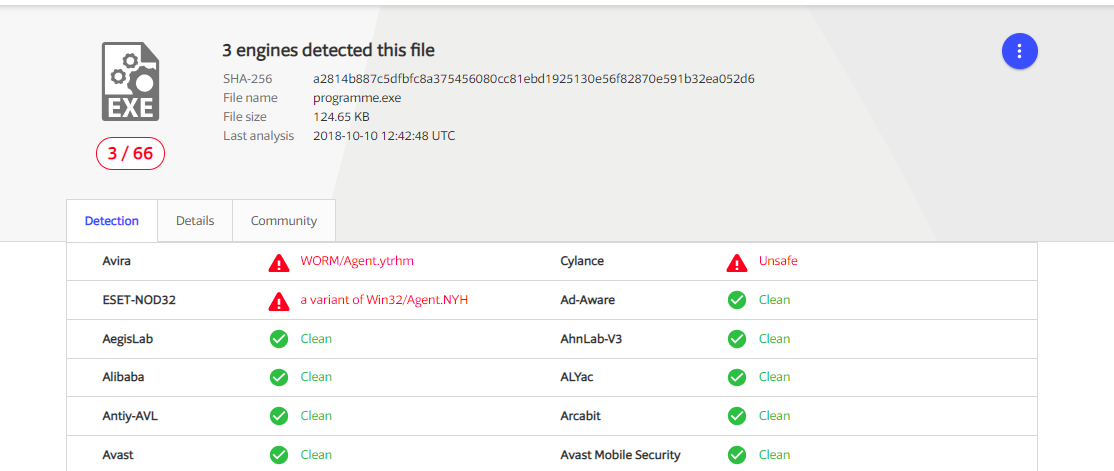 3 engines detected this file
SHA-256 a2814b887c5dfbfc8a375456080cc81ebd1925130e56f82870e591b32ea052d6
File name programme.exe
File size 124.65 KB
Last analysis 2018-10-10 12:42:48 UTC
EXE
3 / 66
Detection Details Community
Avira WORM/Agent.ytrhm Cylance Unsafe
ESET-NOD32 a variant of Win32/Agent.NYH Ad-Aware Clean
AegisLab Clean AhnLab-V3 Clean
Alibaba Clean ALYac Clean
Antiy-AVL Clean Arcabit Clean
Avast Clean Avast Mobile Security Clean